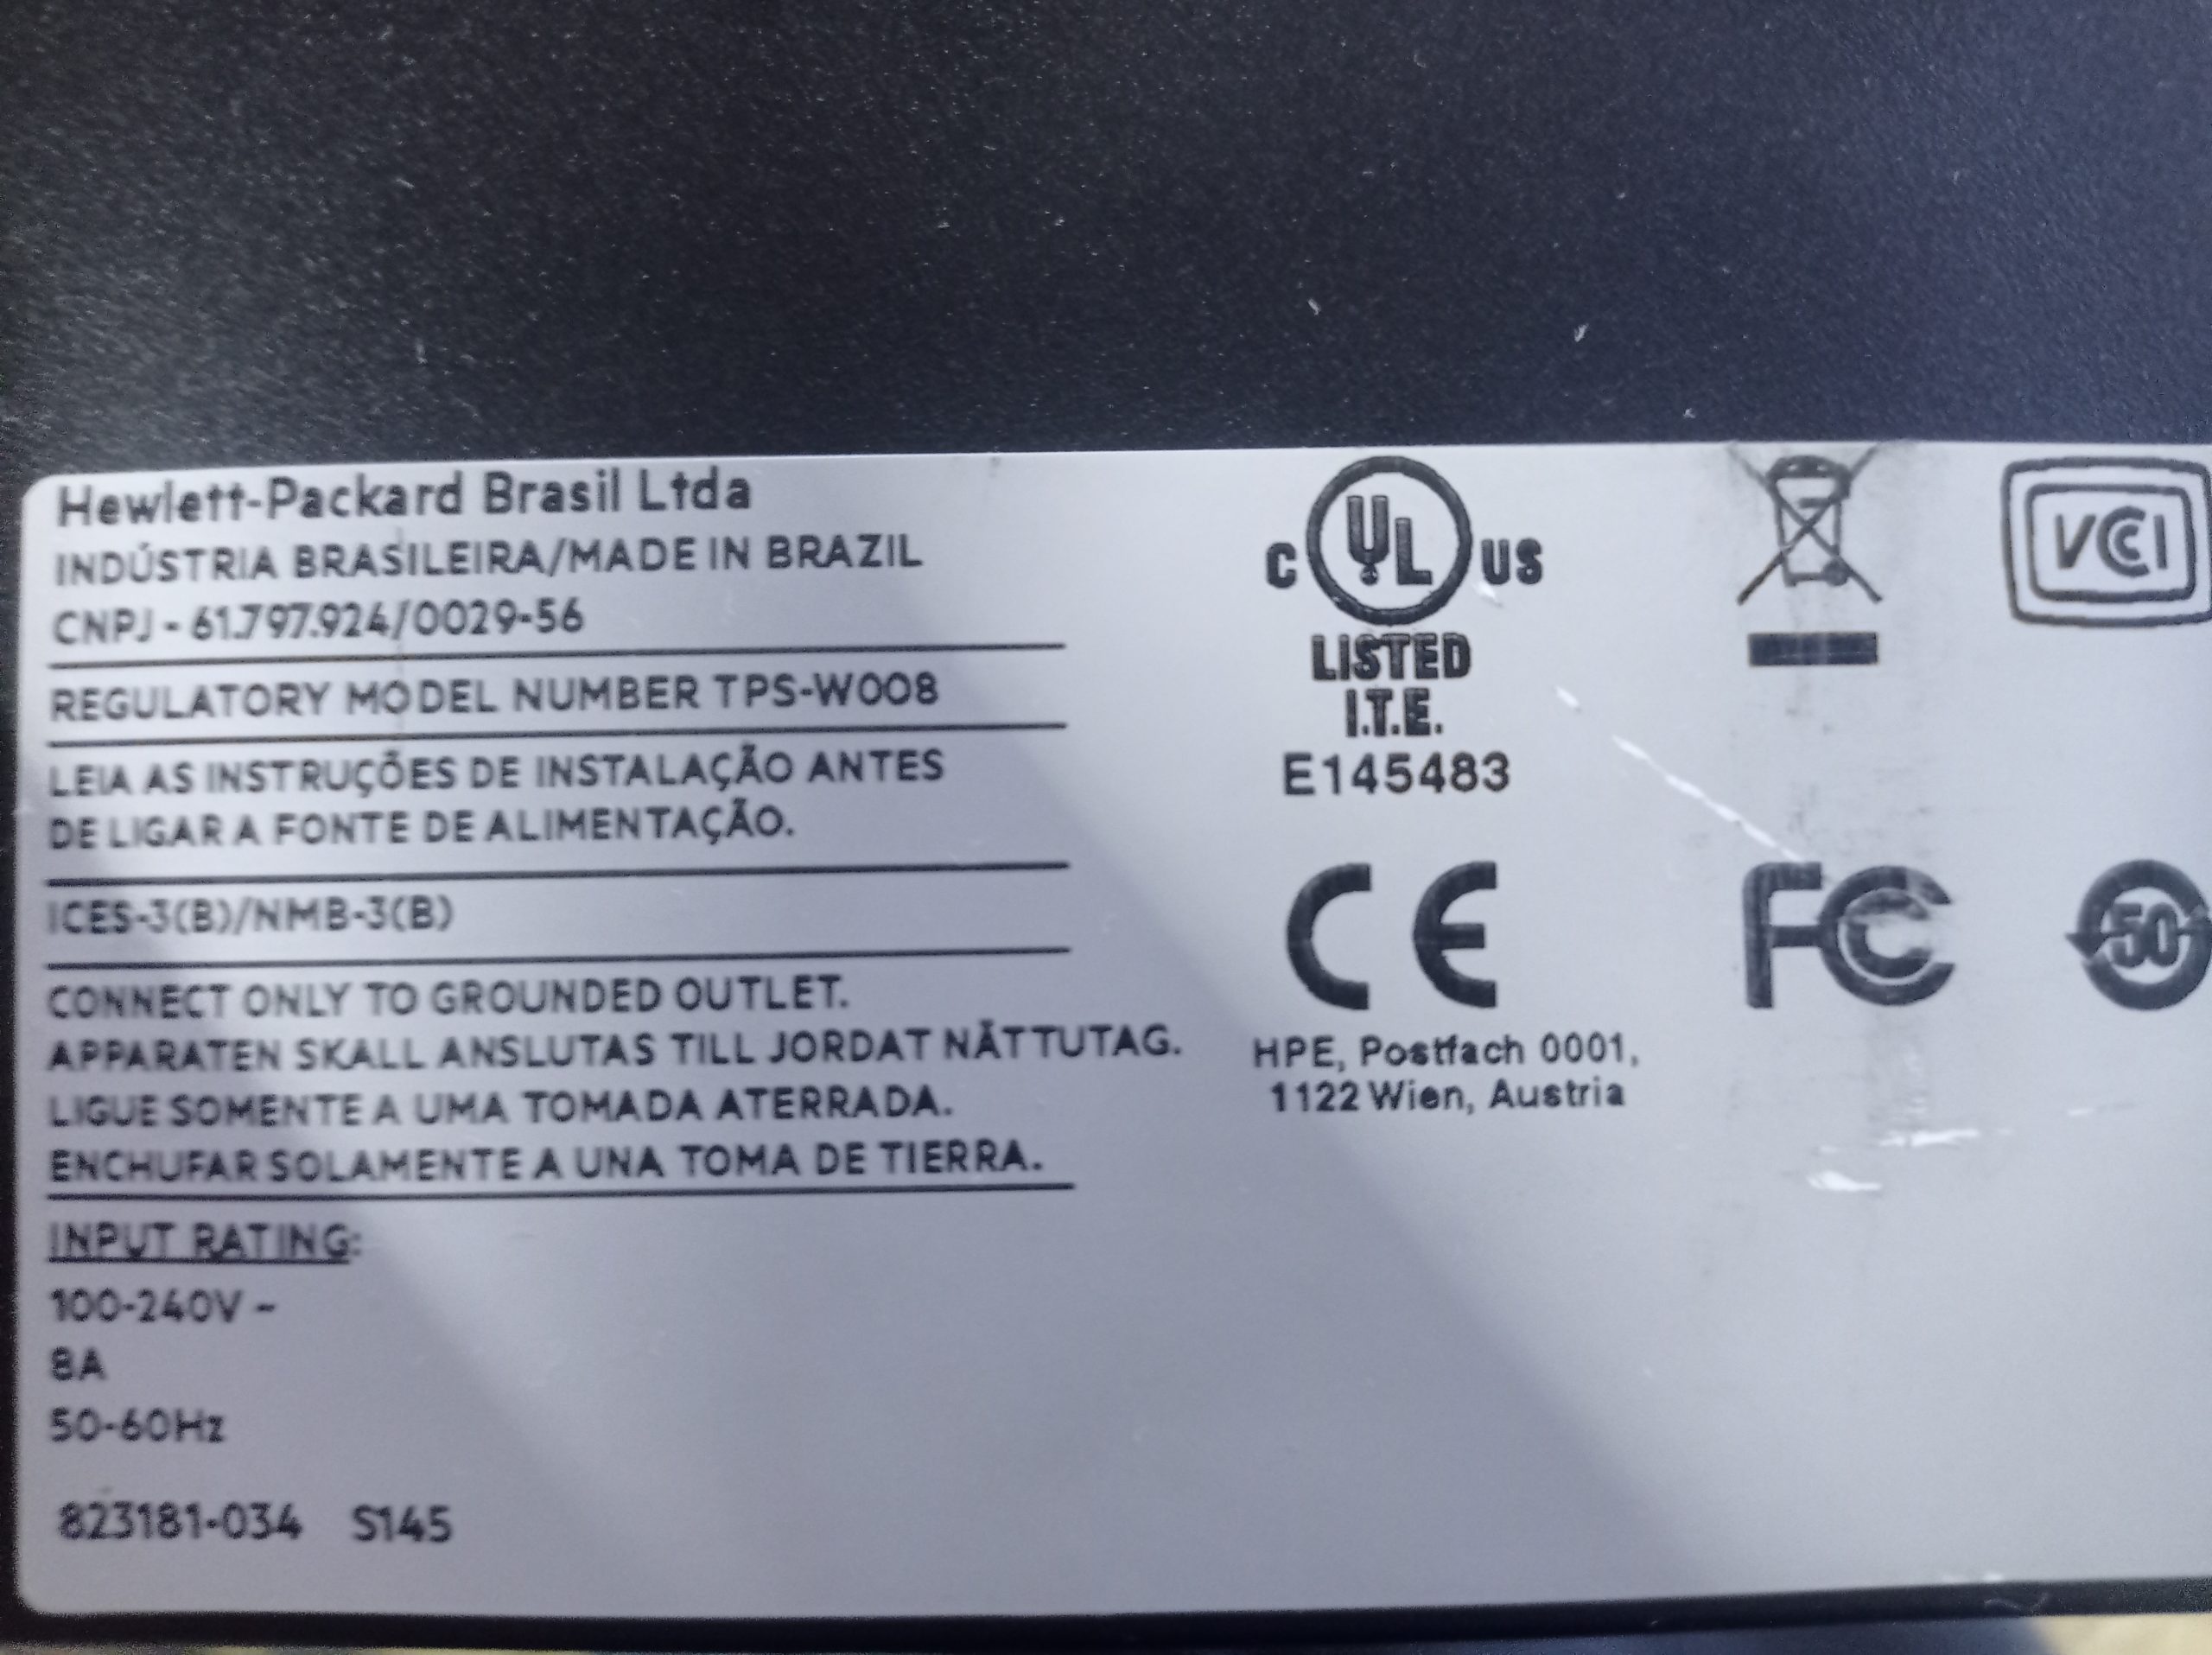 Hewlett-Packard Brasil Ltda
INDÚSTRIA BRASILEIRA/MADE IN BRAZIL
CNPJ - 61.797.924/0029-56
REGULATORY MODEL NUMBER TPS-W008
LEIA AS INSTRUÇÕES DE INSTALAÇÃO ANTES
DE LIGAR A FONTE DE ALIMENTAÇÃO.
ICES-3(B)/NMB-3(B)
CONNECT ONLY TO GROUNDED OUTLET.
APPARATEN SKALL ANSLUTAS TILL JORDAT NÄTTUTAG.
LIGUE SOMENTE A UMA TOMADA ATERRADA.
ENCHUFAR SOLAMENTE A UNA TOMA DE TIERRA.
INPUT RATING:
100-240V ~
8A
50-60Hz
823181-034 S145
C UL US
LISTED
I.T.E.
E145483
VCCI
CE
FC
50
HPE, Postfach 0001,
1122 Wien, Austria